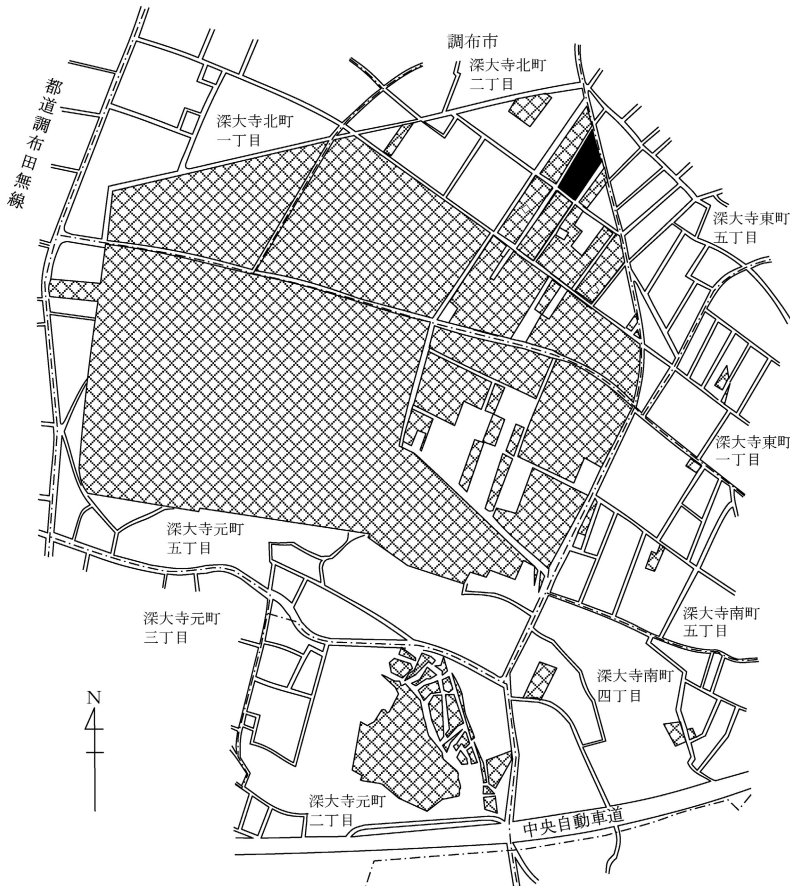 調布市
深大寺北町
二丁目
都道調布田無線
深大寺北町
一丁目
深大寺東町
五丁目
深大寺東町
一丁目
深大寺元町
五丁目
深大寺元町
三丁目
深大寺南町
五丁目
深大寺南町
四丁目
N
深大寺元町
二丁目
中央自動車道